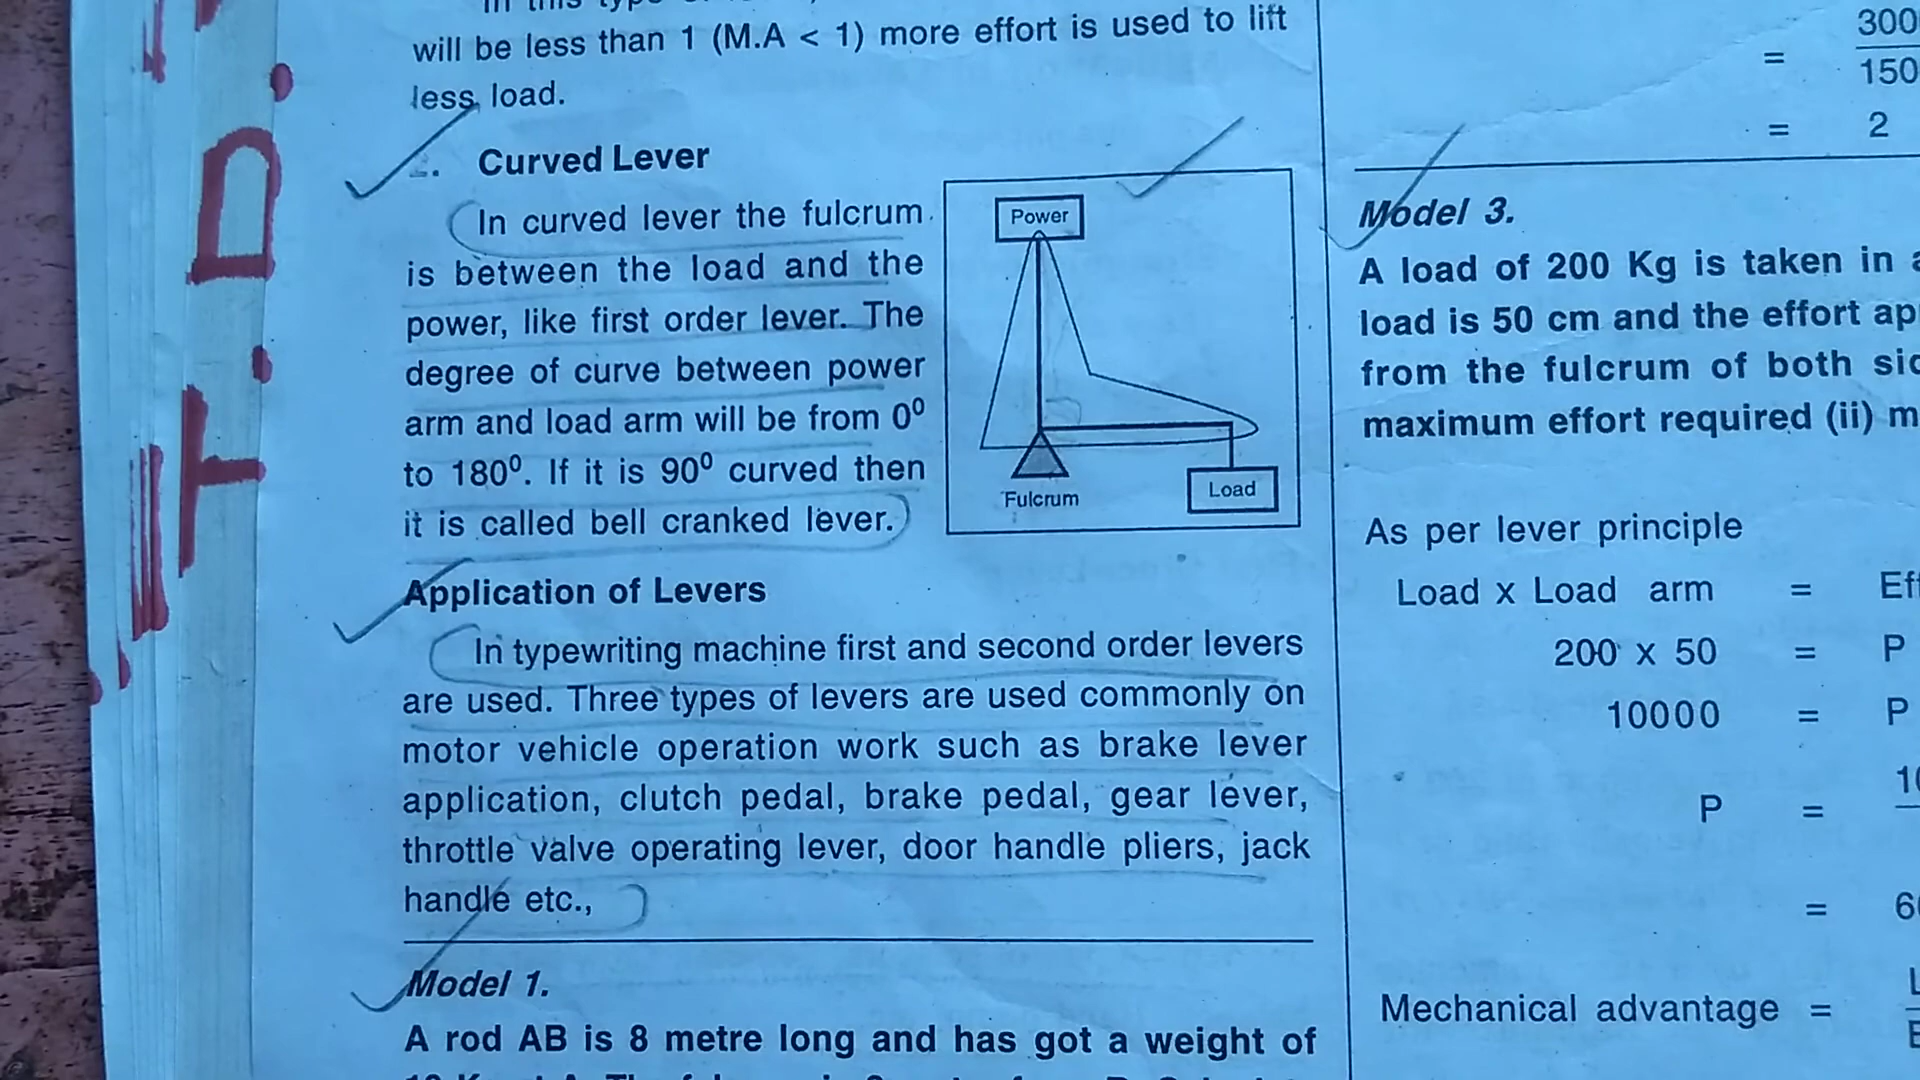 will be less than 1 (M.A < 1) more effort is used to lift
less load.
Curved Lever
In curved lever the fulcrum
is between the load and the
power, like first order lever. The
degree of curve between power
arm and load arm will be from 0⁰
to 180⁰. If it is 90⁰ curved then
it is called bell cranked lever.
Power
Fulcrum
Load
Application of Levers
In typewriting machine first and second order levers
are used. Three types of levers are used commonly on
motor vehicle operation work such as brake lever
application, clutch pedal, brake pedal, gear lever,
throttle valve operating lever, door handle pliers, jack
handle etc.,
Model 1.
A rod AB is 8 metre long and has got a weight of
= 300
150
= 2
Model 3.
A load of 200 Kg is taken in
load is 50 cm and the effort
from the fulcrum of both
maximum effort required (ii)
As per lever principle
Load x Load arm =
200 x 50 = P
10000 = P
P =
=
Mechanical advantage =
T.D.